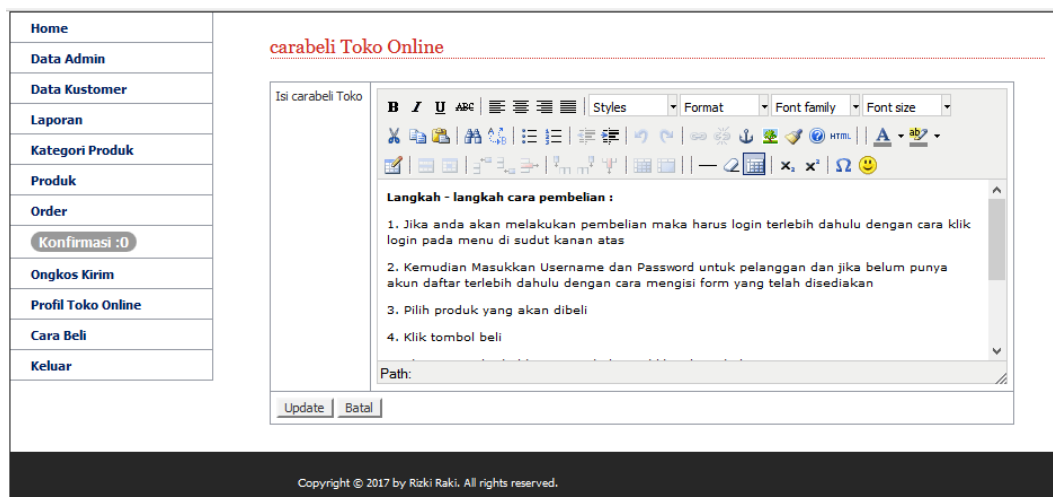 Home
Data Admin
Data Kustomer
Laporan
Kategori Produk
Produk
Order
Konfirmasi :0
Ongkos Kirim
Profil Toko Online
Cara Beli
Keluar
carabeli Toko Online
Isi carabeli Toko
B I U ABC Styles Format Font family Font size
HTML A ab
x₂ x² Ω
Langkah - langkah cara pembelian :
1. Jika anda akan melakukan pembelian maka harus login terlebih dahulu dengan cara klik
login pada menu di sudut kanan atas
2. Kemudian Masukkan Username dan Password untuk pelanggan dan jika belum punya
akun daftar terlebih dahulu dengan cara mengisi form yang telah disediakan
3. Pilih produk yang akan dibeli
4. Klik tombol beli
Path:
Update Batal
Copyright © 2017 by Rizki Raki. All rights reserved.